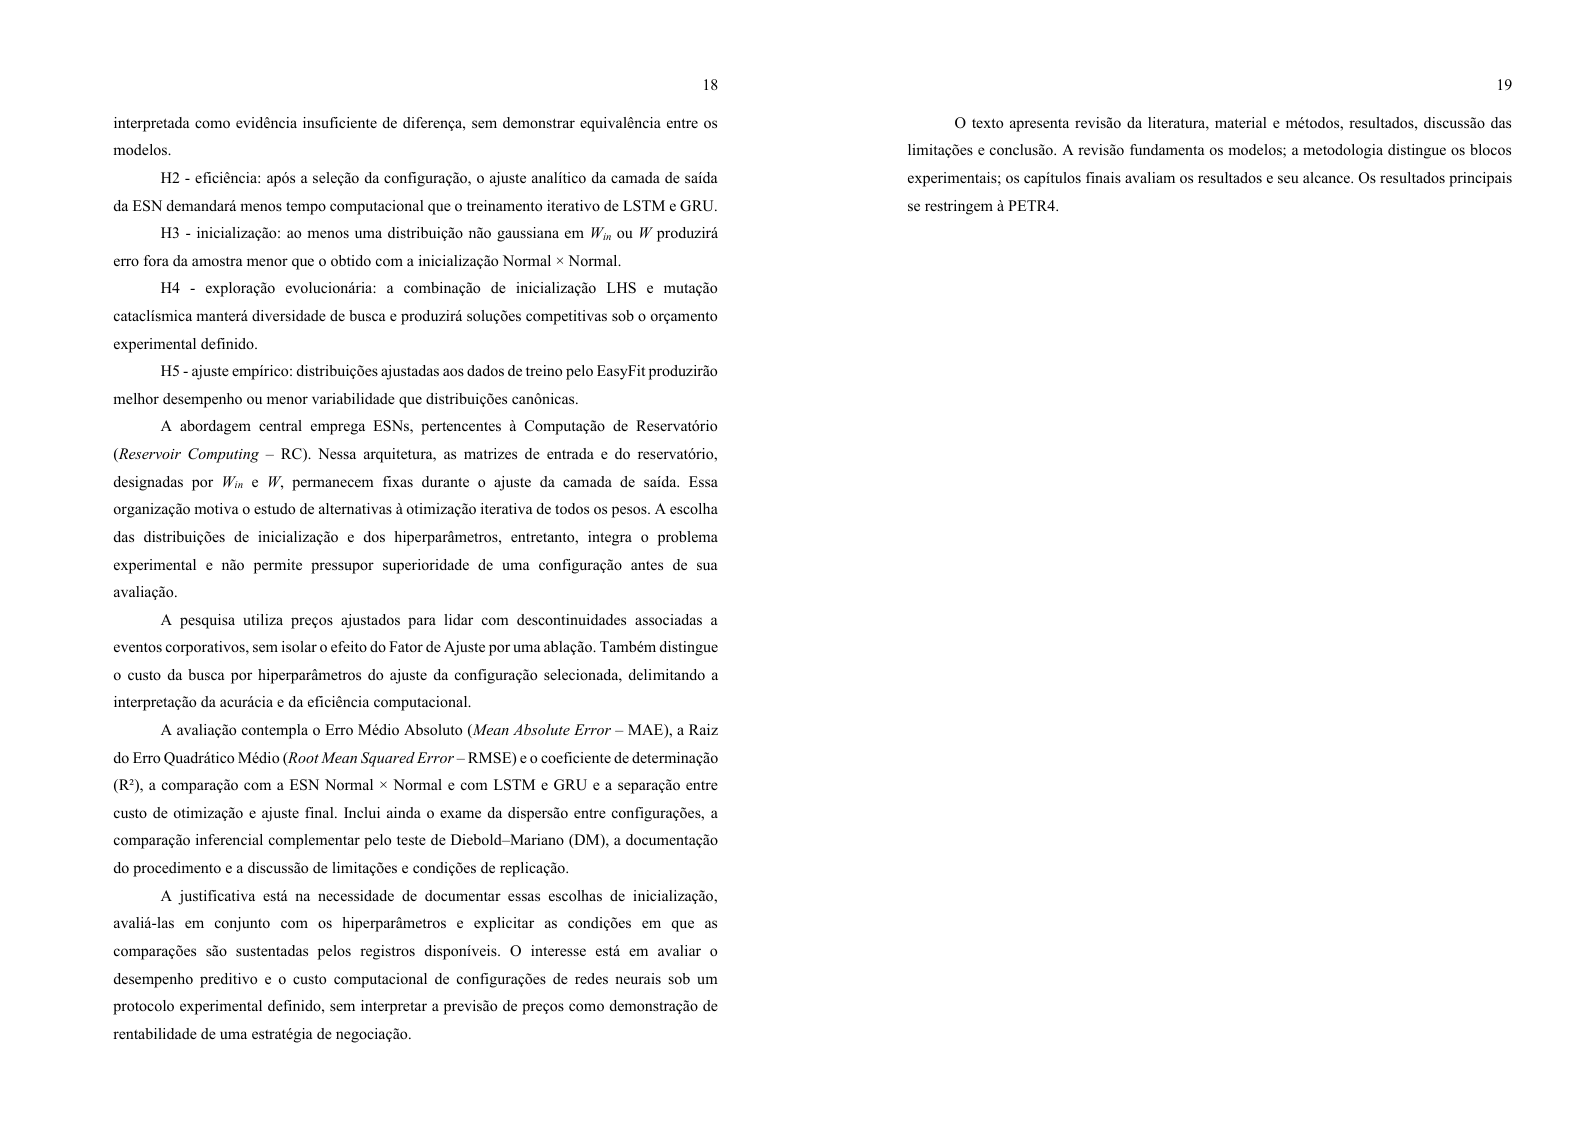 18
interpretada como evidência insuficiente de diferença, sem demonstrar equivalência entre os
modelos.
H2 - eficiência: após a seleção da configuração, o ajuste analítico da camada de saída
da ESN demandará menos tempo computacional que o treinamento iterativo de LSTM e GRU.
H3 - inicialização: ao menos uma distribuição não gaussiana em Win ou W produzirá
erro fora da amostra menor que o obtido com a inicialização Normal × Normal.
H4 - exploração evolucionária: a combinação de inicialização LHS e mutação
cataclísmica manterá diversidade de busca e produzirá soluções competitivas sob o orçamento
experimental definido.
H5 - ajuste empírico: distribuições ajustadas aos dados de treino pelo EasyFit produzirão
melhor desempenho ou menor variabilidade que distribuições canônicas.
A abordagem central emprega ESNs, pertencentes à Computação de Reservatório
(Reservoir Computing – RC). Nessa arquitetura, as matrizes de entrada e do reservatório,
designadas por Win e W, permanecem fixas durante o ajuste da camada de saída. Essa
organização motiva o estudo de alternativas à otimização iterativa de todos os pesos. A escolha
das distribuições de inicialização e dos hiperparâmetros, entretanto, integra o problema
experimental e não permite pressupor superioridade de uma configuração antes de sua
avaliação.
A pesquisa utiliza preços ajustados para lidar com descontinuidades associadas a
eventos corporativos, sem isolar o efeito do Fator de Ajuste por uma ablação. Também distingue
o custo da busca por hiperparâmetros do ajuste da configuração selecionada, delimitando a
interpretação da acurácia e da eficiência computacional.
A avaliação contempla o Erro Médio Absoluto (Mean Absolute Error – MAE), a Raiz
do Erro Quadrático Médio (Root Mean Squared Error – RMSE) e o coeficiente de determinação
(R²), a comparação com a ESN Normal × Normal e com LSTM e GRU e a separação entre
custo de otimização e ajuste final. Inclui ainda o exame da dispersão entre configurações, a
comparação inferencial complementar pelo teste de Diebold–Mariano (DM), a documentação
do procedimento e a discussão de limitações e condições de replicação.
A justificativa está na necessidade de documentar essas escolhas de inicialização,
avaliá-las em conjunto com os hiperparâmetros e explicitar as condições em que as
comparações são sustentadas pelos registros disponíveis. O interesse está em avaliar o
desempenho preditivo e o custo computacional de configurações de redes neurais sob um
protocolo experimental definido, sem interpretar a previsão de preços como demonstração de
rentabilidade de uma estratégia de negociação.
19
O texto apresenta revisão da literatura, material e métodos, resultados, discussão das
limitações e conclusão. A revisão fundamenta os modelos; a metodologia distingue os blocos
experimentais; os capítulos finais avaliam os resultados e seu alcance. Os resultados principais
se restringem à PETR4.